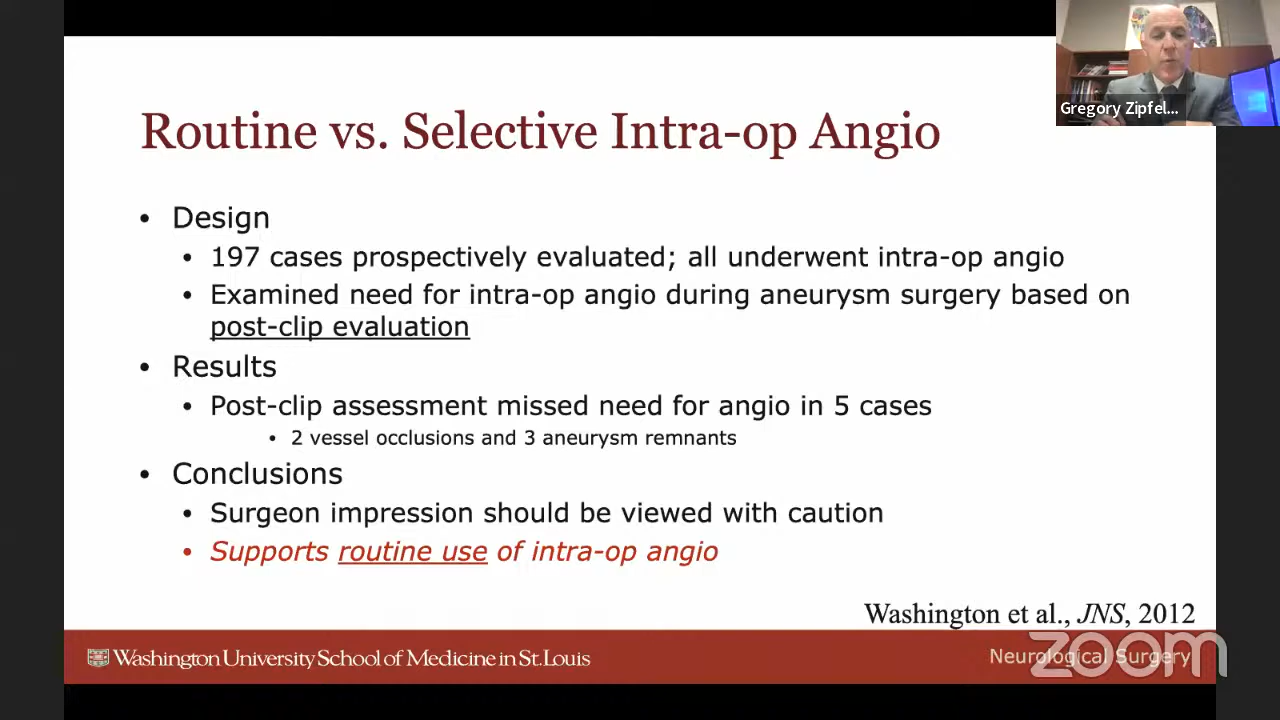 Gregory Zipfel...
Routine vs. Selective Intra-op Angio
• Design
• 197 cases prospectively evaluated; all underwent intra-op angio
• Examined need for intra-op angio during aneurysm surgery based on
post-clip evaluation
• Results
• Post-clip assessment missed need for angio in 5 cases
• 2 vessel occlusions and 3 aneurysm remnants
• Conclusions
• Surgeon impression should be viewed with caution
• Supports routine use of intra-op angio
Washington et al., JNS, 2012
Washington University School of Medicine in St. Louis
Neurological Surgery
zoom